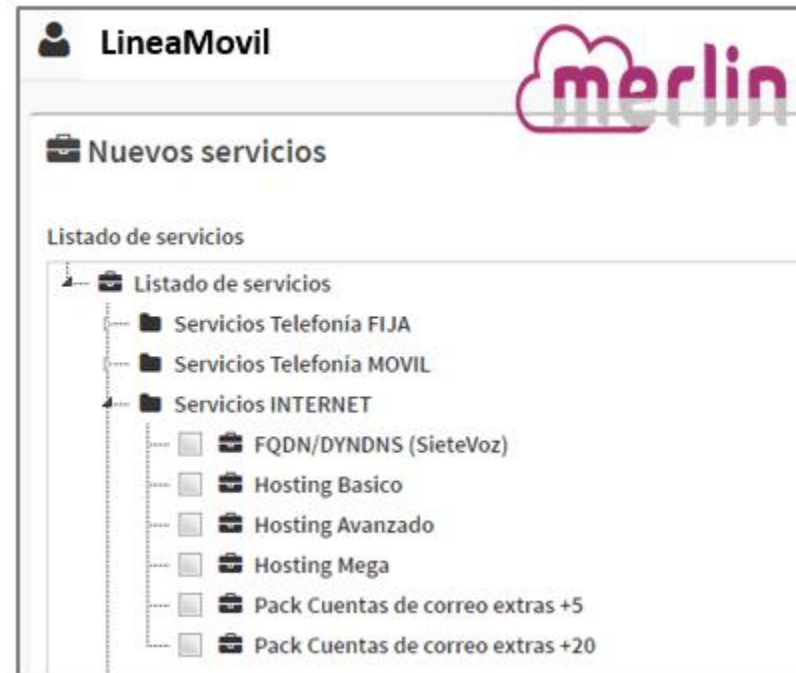 LineaMovil
merlin
Nuevos servicios
Listado de servicios
Listado de servicios
Servicios Telefonía FIJA
Servicios Telefonía MOVIL
Servicios INTERNET
FQDN/DYNDNS (SieteVoz)
Hosting Basico
Hosting Avanzado
Hosting Mega
Pack Cuentas de correo extras +5
Pack Cuentas de correo extras +20